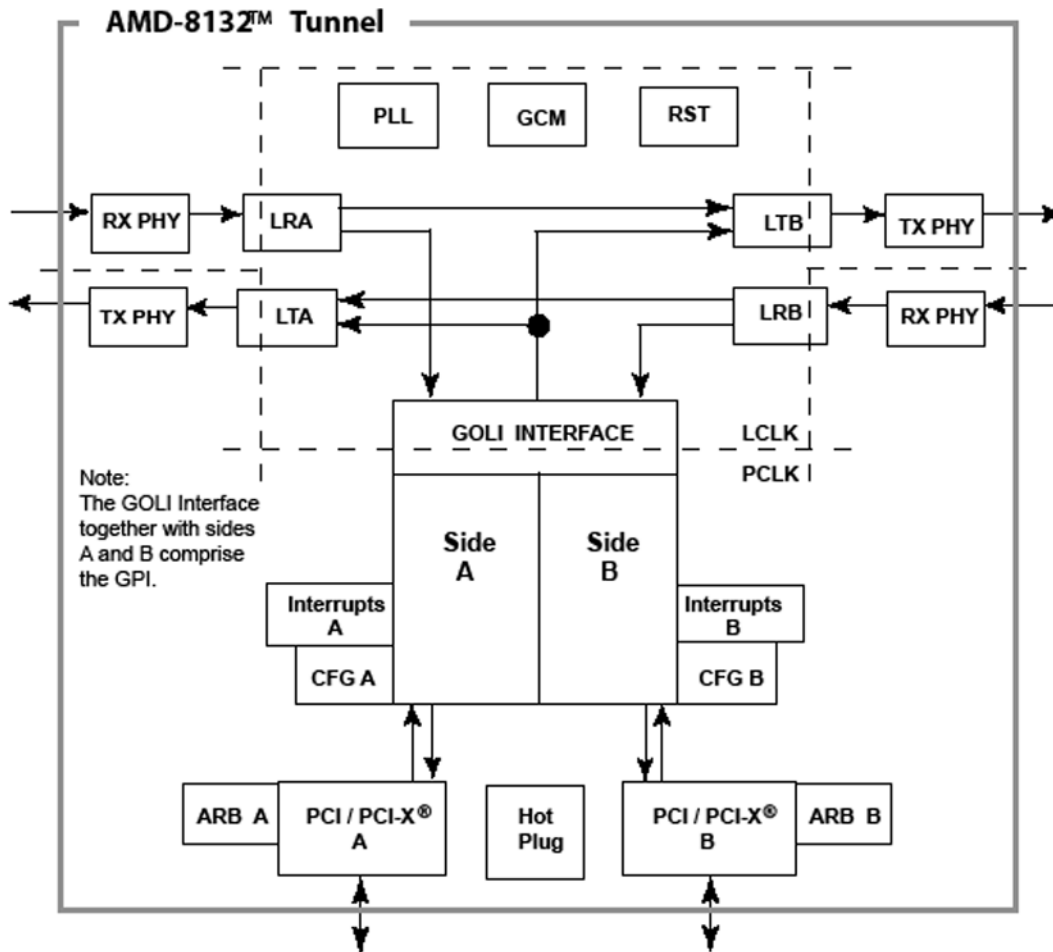 AMD-8132™ Tunnel
PLL
GCM
RST
RX PHY
LRA
LTB
TX PHY
TX PHY
LTA
LRB
RX PHY
GOLI INTERFACE
LCLK
PCLK
Note:
The GOLI Interface
together with sides
A and B comprise
the GPI.
Side
A
Side
B
Interrupts
A
Interrupts
B
CFG A
CFG B
ARB A
PCI / PCI-X®
A
Hot
Plug
PCI / PCI-X®
B
ARB B